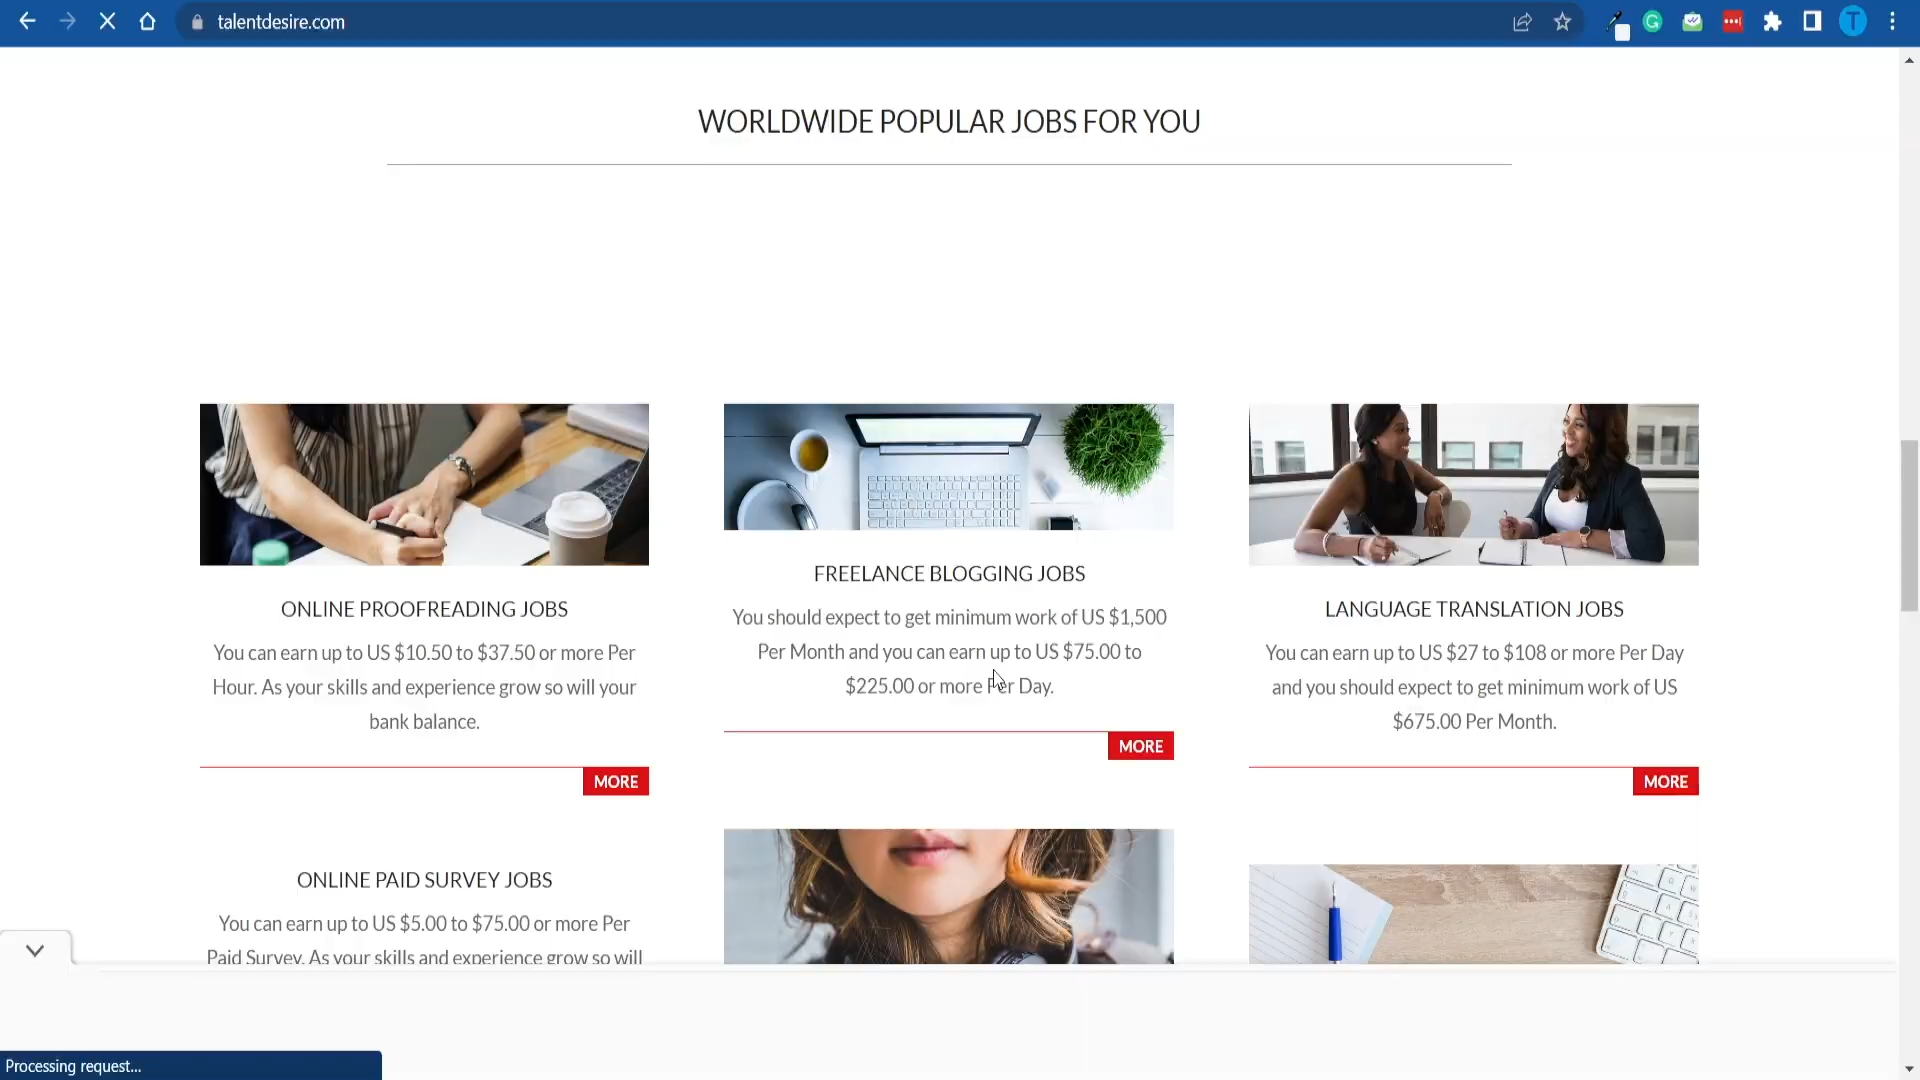 talentdesire.com
WORLDWIDE POPULAR JOBS FOR YOU
ONLINE PROOFREADING JOBS
You can earn up to US $10.50 to $37.50 or more Per
Hour. As your skills and experience grow so will your
bank balance.
MORE
FREELANCE BLOGGING JOBS
You should expect to get minimum work of US $1,500
Per Month and you can earn up to US $75.00 to
$225.00 or more Per Day.
MORE
LANGUAGE TRANSLATION JOBS
You can earn up to US $27 to $108 or more Per Day
and you should expect to get minimum work of US
$675.00 Per Month.
MORE
ONLINE PAID SURVEY JOBS
You can earn up to US $5.00 to $75.00 or more Per
Paid Survey. As your skills and experience grow so will
Processing request...
T